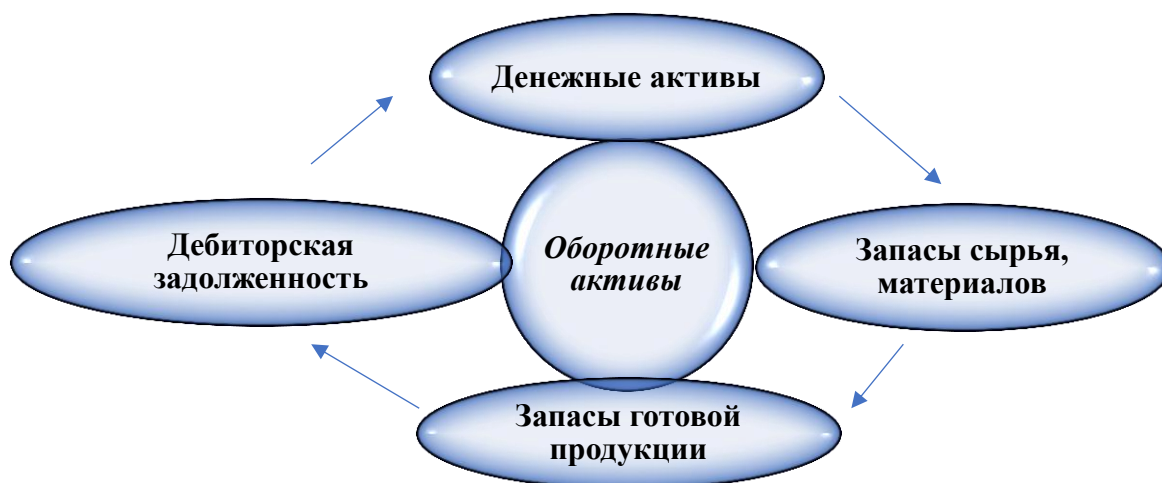 Денежные активы
Дебиторская
задолженность
Оборотные
активы
Запасы сырья,
материалов
Запасы готовой
продукции